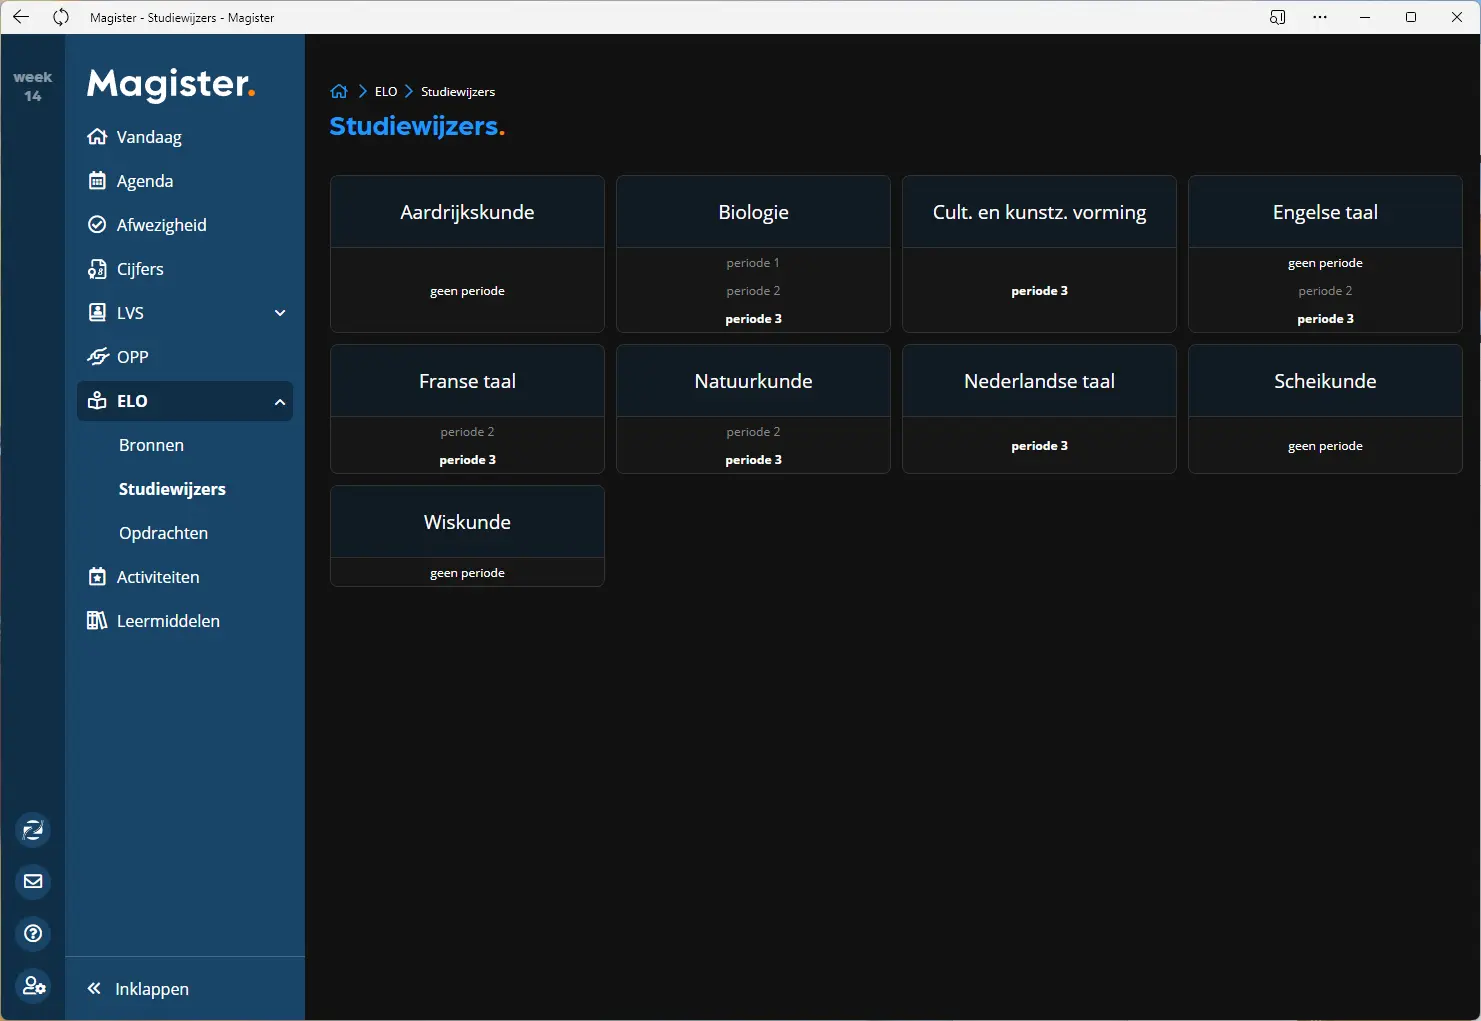 Magister - Studiewijzers - Magister
week
14
Magister.
Vandaag
Agenda
Afwezigheid
Cijfers
LVS
OPP
ELO
Bronnen
Studiewijzers
Opdrachten
Activiteiten
Leermiddelen
Inklappen
ELO Studiewijzers
Studiewijzers.
Aardrijkskunde
geen periode
Biologie
periode 1
periode 2
periode 3
Cult. en kunstz. vorming
periode 3
Engelse taal
geen periode
periode 2
periode 3
Franse taal
periode 2
periode 3
Natuurkunde
periode 2
periode 3
Nederlandse taal
periode 3
Scheikunde
geen periode
Wiskunde
geen periode